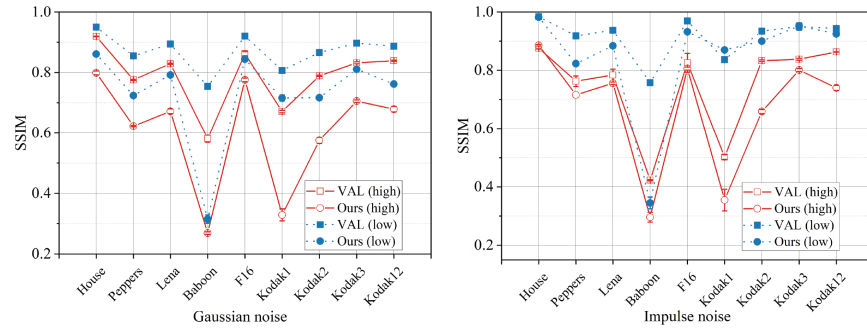 1.0
0.8
0.6
0.4
0.2
SSIM
VAL (high)
Ours (high)
VAL (low)
Ours (low)
House
Peppers
Lena
Baboon
F16
Kodak1
Kodak2
Kodak3
Kodak12
Gaussian noise
1.0
0.8
0.6
0.4
0.2
SSIM
VAL (high)
Ours (high)
VAL (low)
Ours (low)
House
Peppers
Lena
Baboon
F16
Kodak1
Kodak2
Kodak3
Kodak12
Impulse noise